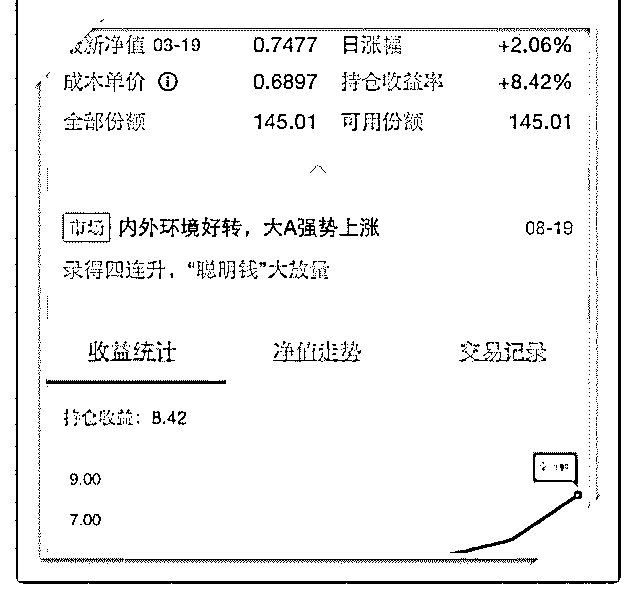 最新净值 03-19 0.7477 日涨幅 +2.06%
成本单价 0.6897 持仓收益率 +8.42%
全部份额 145.01 可用份额 145.01
市场 内外环境好转，大A强势上涨 08-19
录得四连升，“聪明钱”大放量
收益统计 净值走势 交易记录
持仓收益：8.42
9.00
7.00